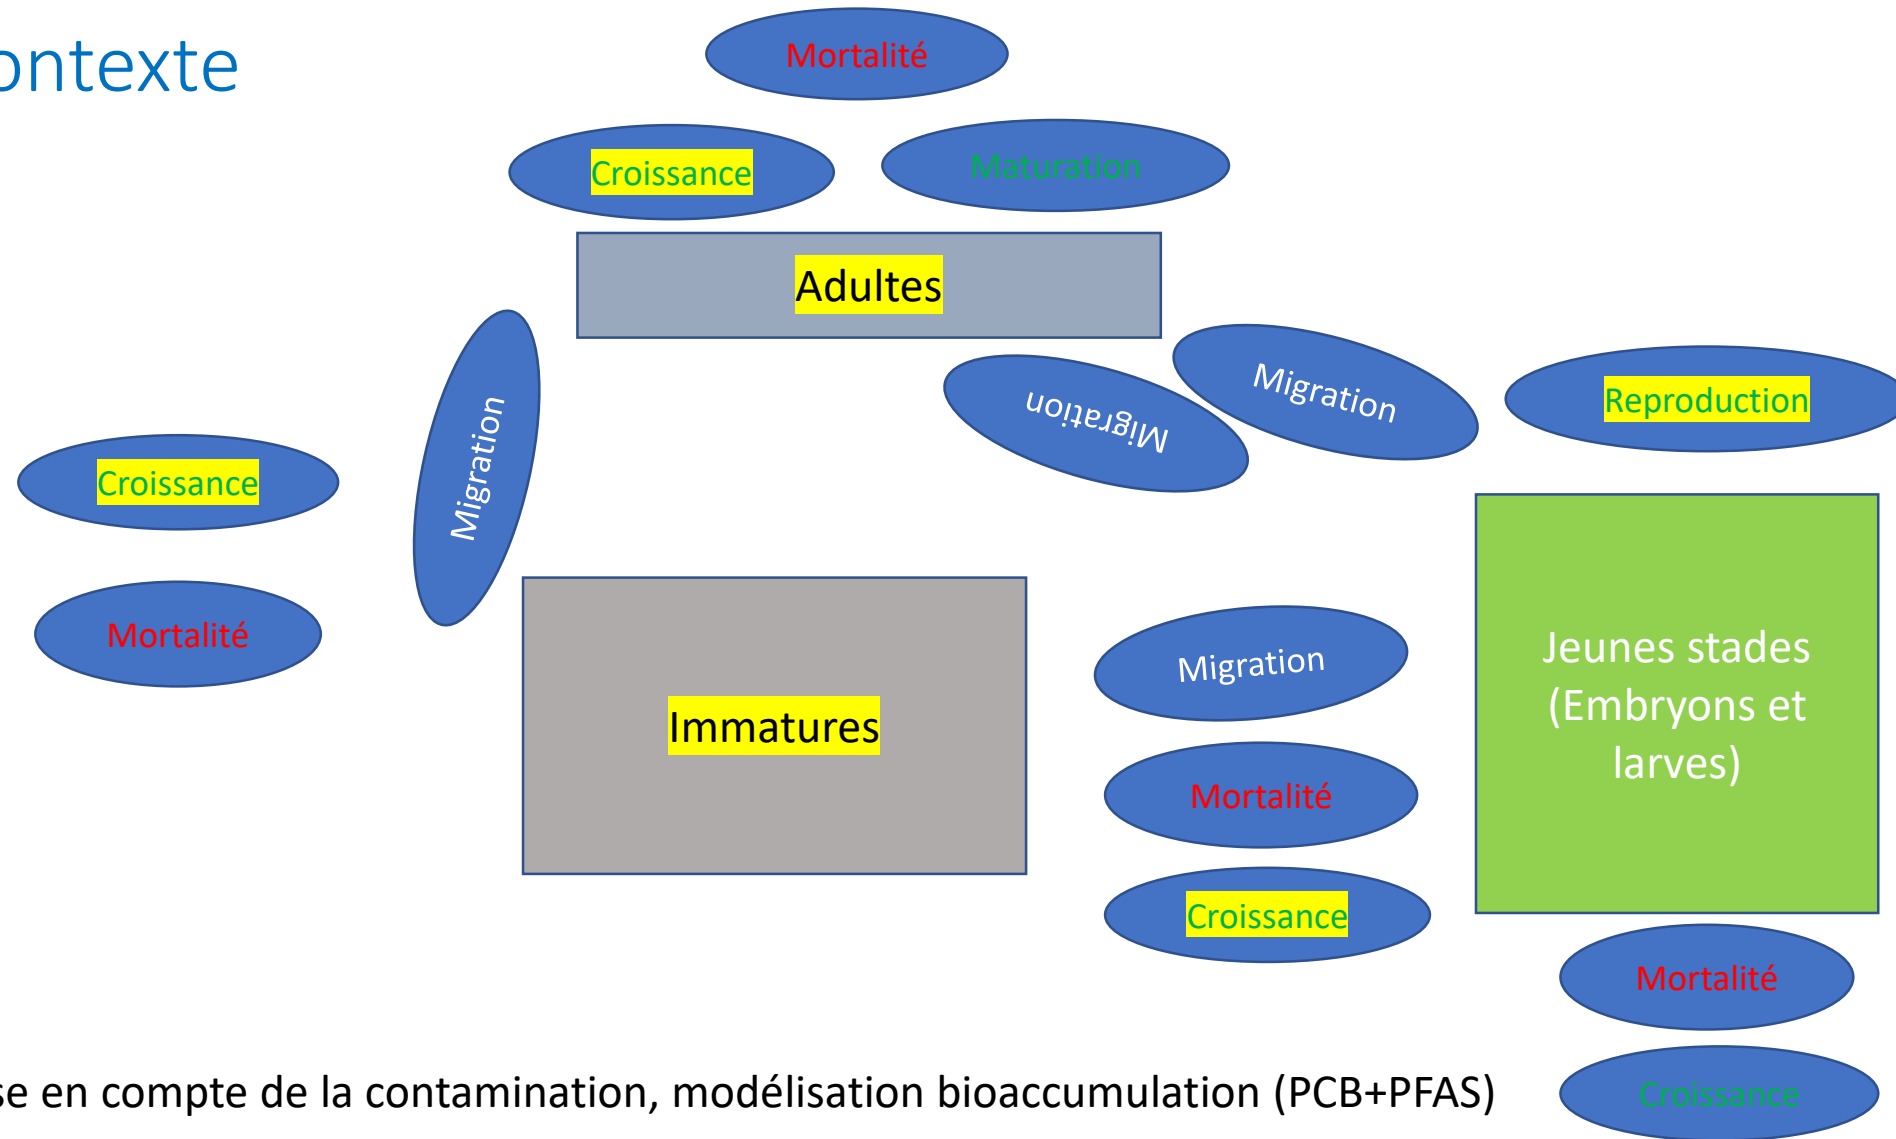 ontexte
Mortalité
Croissance
Maturation
Adultes
Migration
Migration
Migration
Reproduction
Croissance
Mortalité
Immatures
Migration
Mortalité
Croissance
Jeunes stades
(Embryons et
larves)
Mortalité
Croissance
se en compte de la contamination, modélisation bioaccumulation (PCB+PFAS)